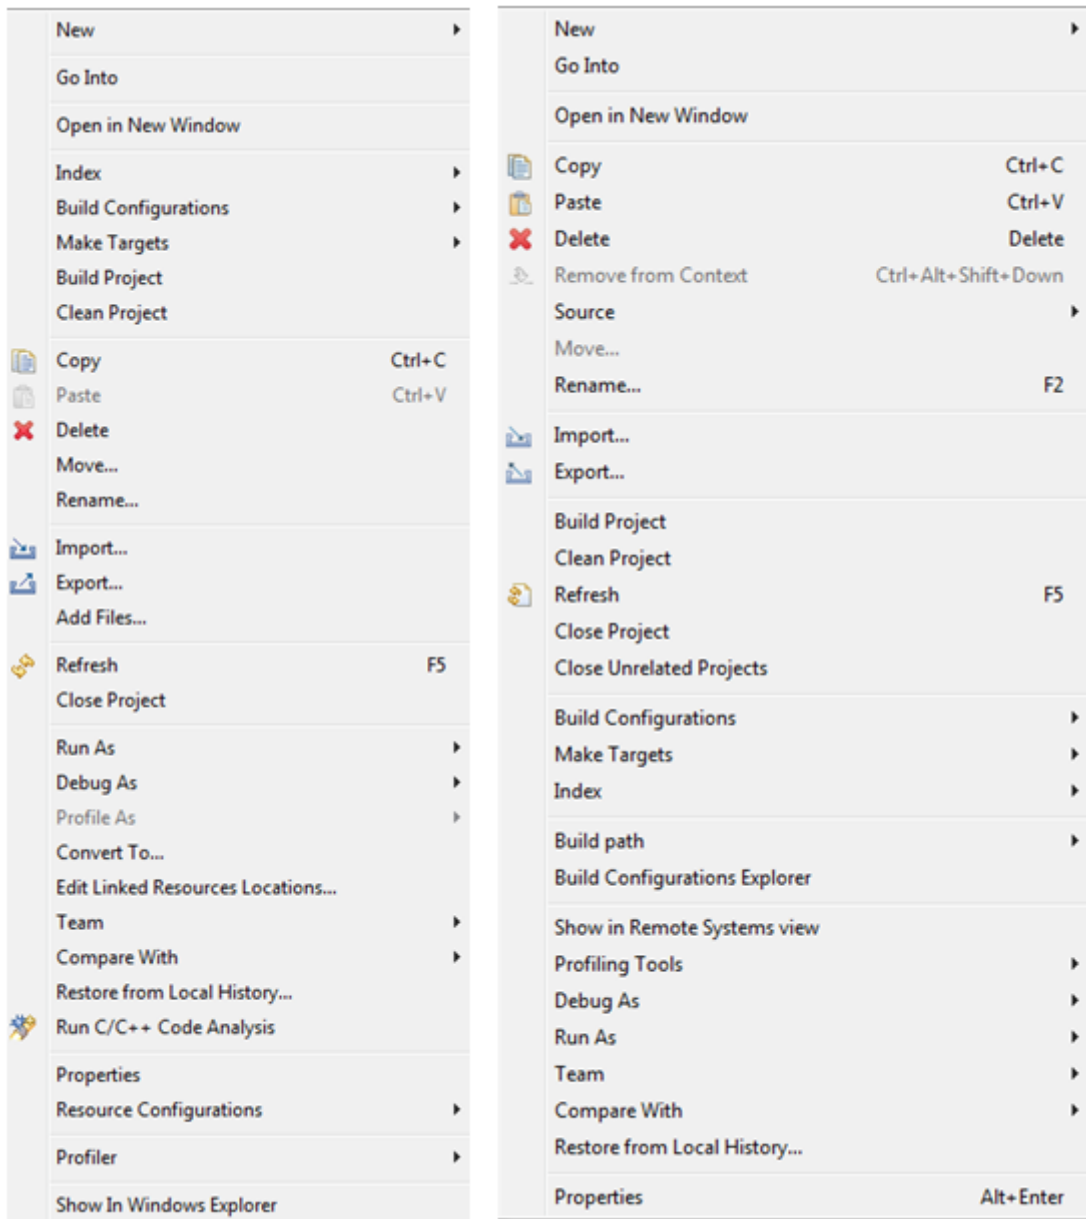 New
Go Into
Open in New Window
Index
Build Configurations
Make Targets
Build Project
Clean Project
Copy Ctrl+C
Paste Ctrl+V
Delete
Move...
Rename...
Import...
Export...
Add Files...
Refresh F5
Close Project
Run As
Debug As
Profile As
Convert To...
Edit Linked Resources Locations...
Team
Compare With
Restore from Local History...
Run C/C++ Code Analysis
Properties
Resource Configurations
Profiler
Show In Windows Explorer
New
Go Into
Open in New Window
Copy Ctrl+C
Paste Ctrl+V
Delete Delete
Remove from Context Ctrl+Alt+Shift+Down
Source
Move...
Rename... F2
Import...
Export...
Build Project
Clean Project
Refresh F5
Close Project
Close Unrelated Projects
Build Configurations
Make Targets
Index
Build path
Build Configurations Explorer
Show in Remote Systems view
Profiling Tools
Debug As
Run As
Team
Compare With
Restore from Local History...
Properties Alt+Enter